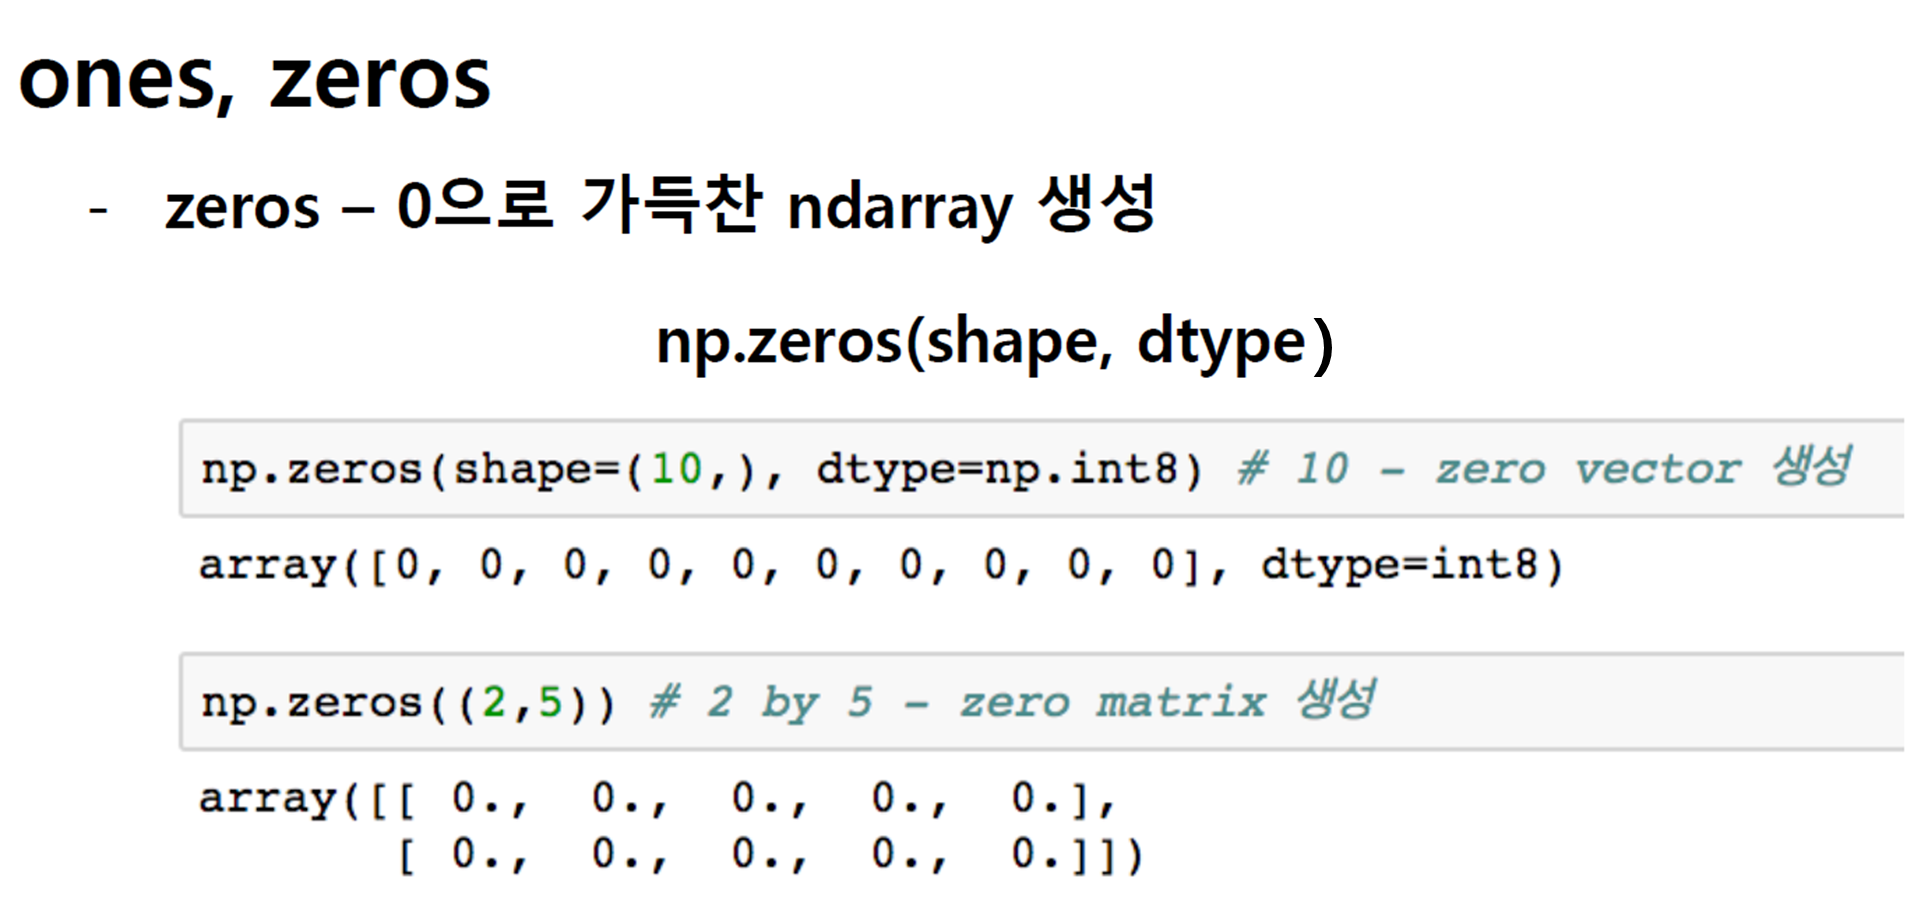 ones, zeros
- zeros – 0으로 가득찬 ndarray 생성
np.zeros(shape, dtype)
np.zeros(shape=(10,), dtype=np.int8) # 10 - zero vector 생성
array([0, 0, 0, 0, 0, 0, 0, 0, 0, 0], dtype=int8)
np.zeros((2,5)) # 2 by 5 - zero matrix 생성
array([[ 0.,  0.,  0.,  0.,  0.],
       [ 0.,  0.,  0.,  0.,  0.]])